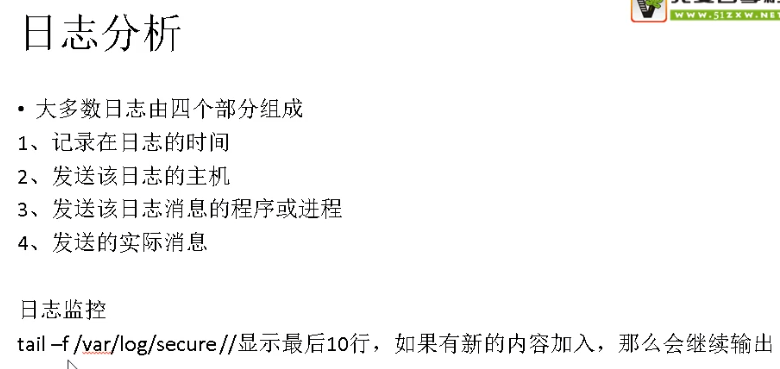 WWW.51ZXW.NET
日志分析
• 大多数日志由四个部分组成
1、记录在日志的时间
2、发送该日志的主机
3、发送该日志消息的程序或进程
4、发送的实际消息
日志监控
tail –f /var/log/secure //显示最后10行，如果有新的内容加入，那么会继续输出